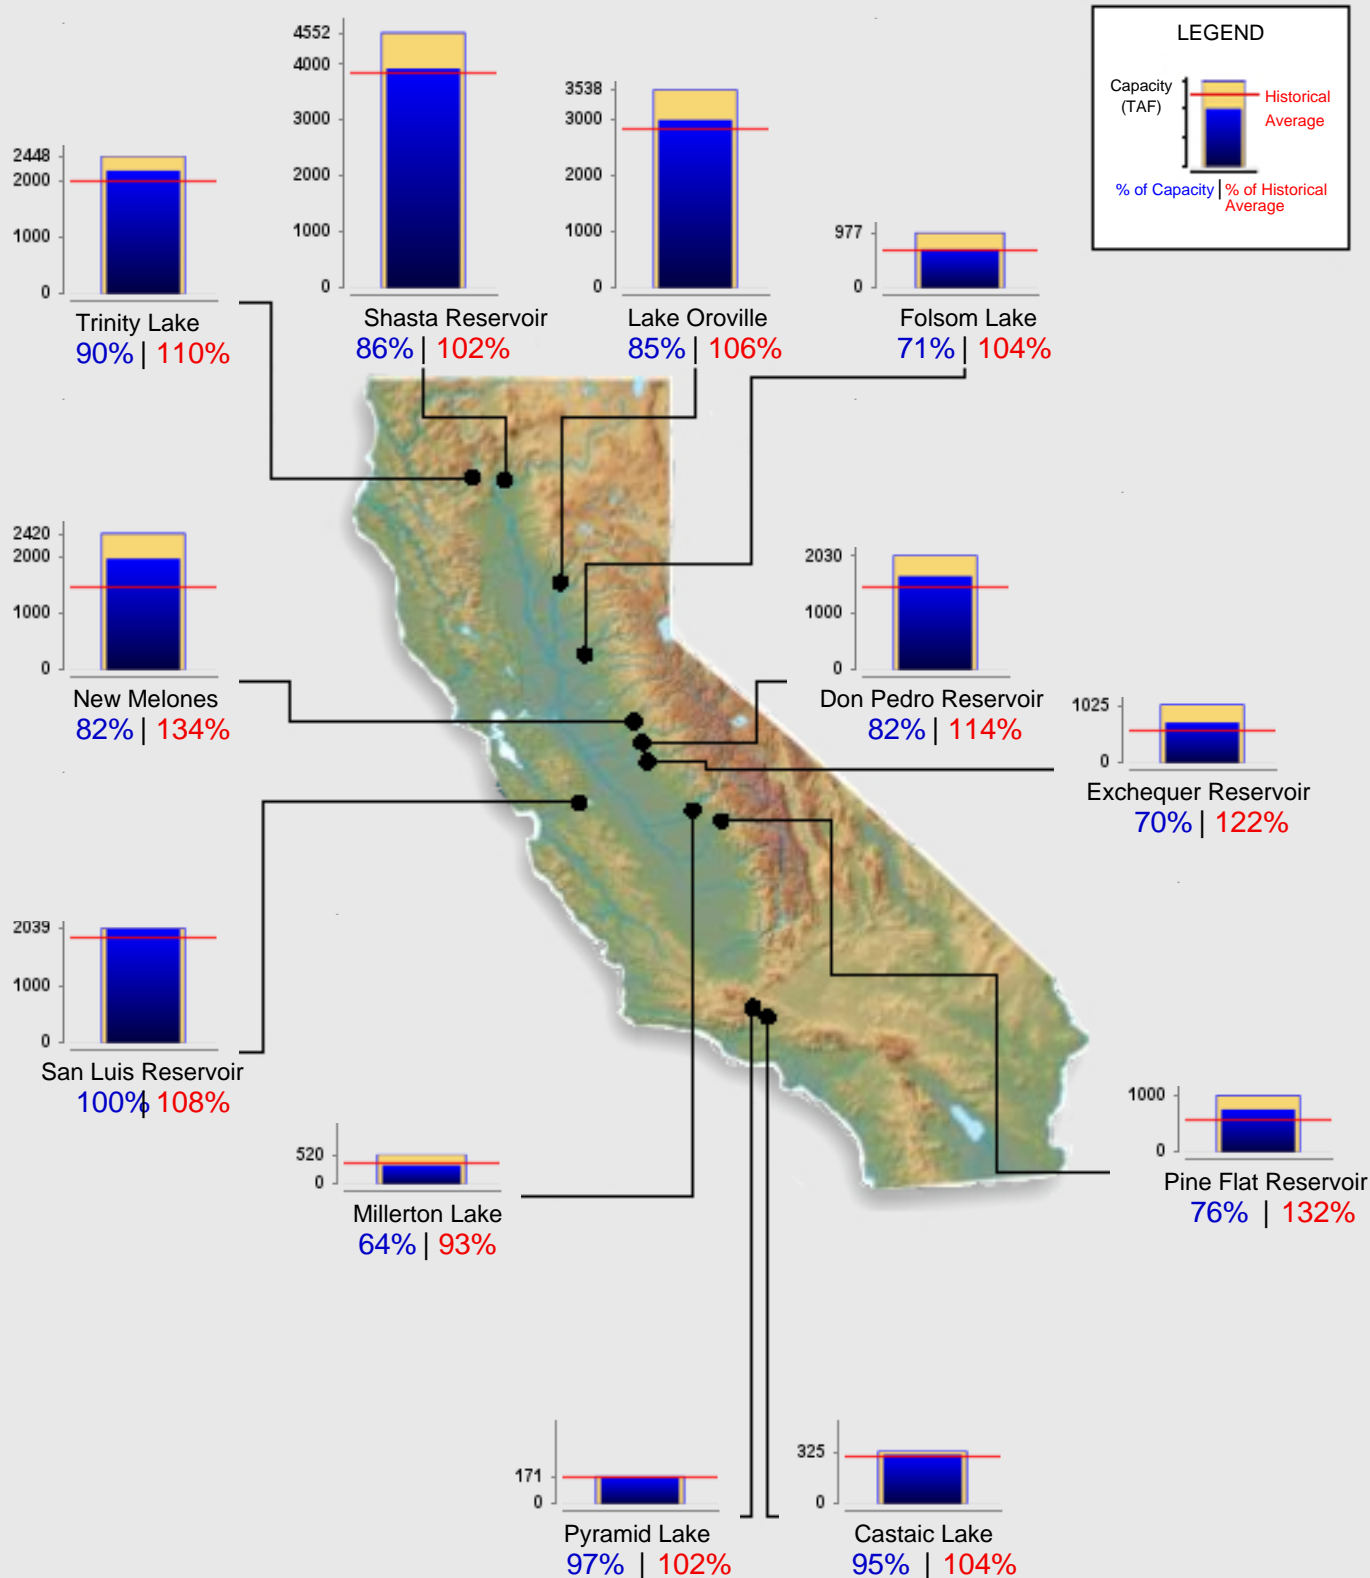 LEGEND
Capacity
(TAF)
Historical
Average
% of Capacity | % of Historical
Average
4552
4000
3000
2000
1000
0
Shasta Reservoir
86% | 102%
3538
3000
2000
1000
0
Lake Oroville
85% | 106%
2448
2000
1000
0
Trinity Lake
90% | 110%
977
0
Folsom Lake
71% | 104%
2420
2000
1000
0
New Melones
82% | 134%
2030
1000
0
Don Pedro Reservoir
82% | 114%
1025
0
Exchequer Reservoir
70% | 122%
2039
1000
0
San Luis Reservoir
100% | 108%
520
0
Millerton Lake
64% | 93%
1000
0
Pine Flat Reservoir
76% | 132%
171
0
Pyramid Lake
97% | 102%
325
0
Castaic Lake
95% | 104%